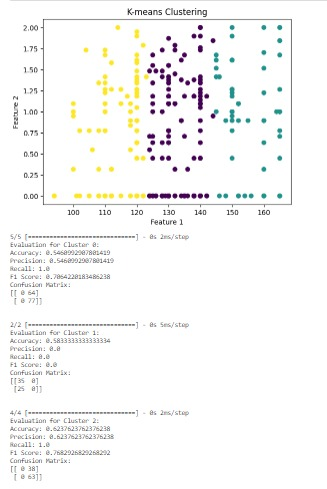 K-means Clustering
2.00
1.75
1.50
1.25
1.00
0.75
0.50
0.25
0.00
Feature 2
100 110 120 130 140 150 160
Feature 1
5/5 [==============================] - 0s 2ms/step
Evaluation for Cluster 0:
Accuracy: 0.5460992907801419
Precision: 0.5460992907801419
Recall: 1.0
F1 Score: 0.7064220183486238
Confusion Matrix:
[[ 0 64]
[ 0 77]]
2/2 [==============================] - 0s 5ms/step
Evaluation for Cluster 1:
Accuracy: 0.5833333333333334
Precision: 0.0
Recall: 0.0
F1 Score: 0.0
Confusion Matrix:
[[35 0]
[25 0]]
4/4 [==============================] - 0s 2ms/step
Evaluation for Cluster 2:
Accuracy: 0.6237623762376238
Precision: 0.6237623762376238
Recall: 1.0
F1 Score: 0.7682926829268292
Confusion Matrix:
[[ 0 38]
[ 0 63]]